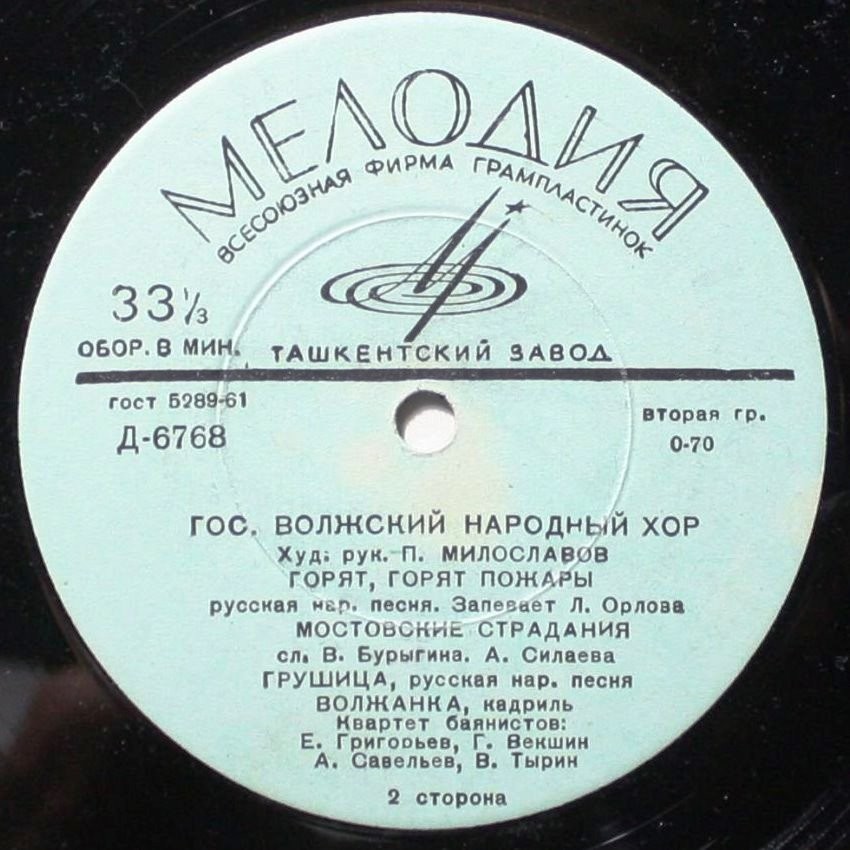 МЕЛОДИЯ
ВСЕСОЮЗНАЯ ФИРМА ГРАМПЛАСТИНОК
33 1/3
ОБОР. В МИН.
ТАШКЕНТСКИЙ ЗАВОД
гост 5289-61
Д-6768
вторая гр.
0-70
ГОС. ВОЛЖСКИЙ НАРОДНЫЙ ХОР
Худ. рук. П. МИЛОСЛАВОВ
ГОРЯТ, ГОРЯТ ПОЖАРЫ
русская нар. песня. Запевает Л. Орлова
МОСТОВСКИЕ СТРАДАНИЯ
сл. В. Бурыгина. А. Силаева
ГРУШИЦА, русская нар. песня
ВОЛЖАНКА, кадриль
Квартет баянистов:
Е. Григорьев, Г. Векшин
А. Савельев, В. Тырин
2 сторона